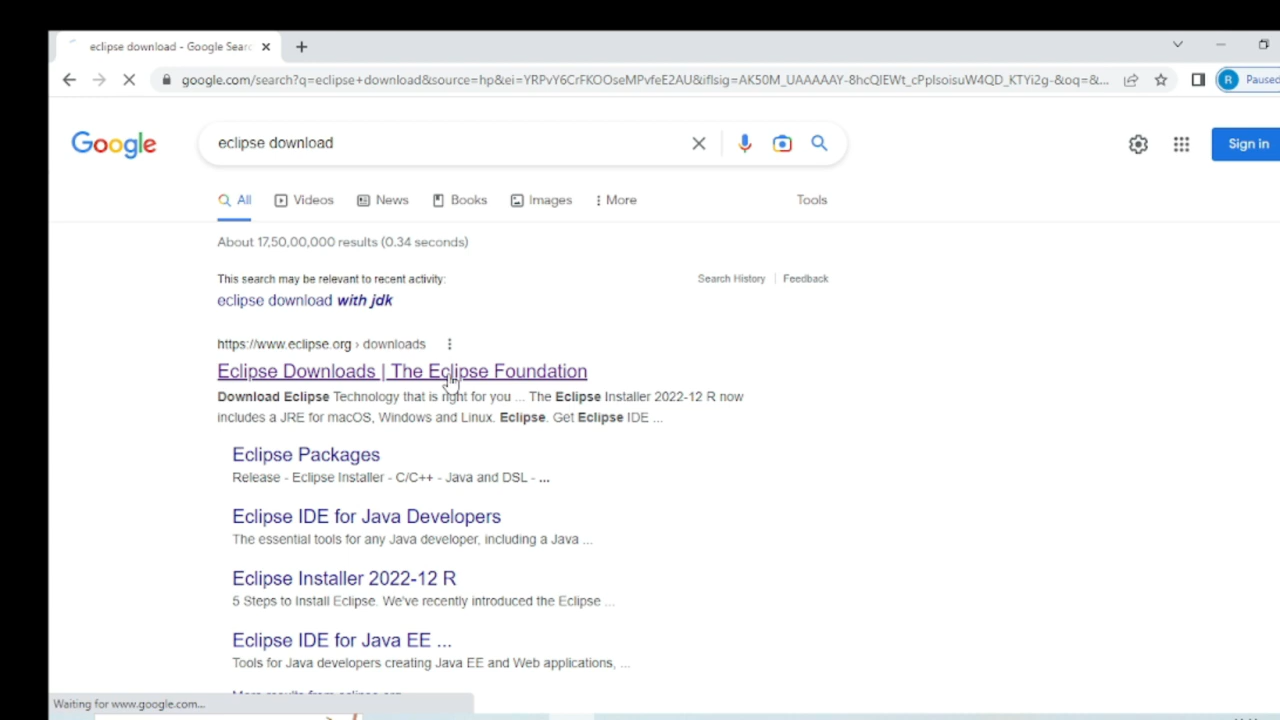 eclipse download - Google Sear
google.com/search?q=eclipse+download&source=hp&ei=YRPvY6CrFKOOseMPvfeE2AU&iflsig=AK50M_UAAAAAY-8hcQIEWt_cPplsoisuW4QD_KTYi2g-&oq=&...
R Paused
Google
eclipse download
Sign in
All Videos News Books Images More Tools
About 17,50,00,000 results (0.34 seconds)
This search may be relevant to recent activity: Search History Feedback
eclipse download with jdk
https://www.eclipse.org › downloads
Eclipse Downloads | The Eclipse Foundation
Download Eclipse Technology that is right for you ... The Eclipse Installer 2022-12 R now
includes a JRE for macOS, Windows and Linux. Eclipse. Get Eclipse IDE ...
Eclipse Packages
Release - Eclipse Installer - C/C++ - Java and DSL - ...
Eclipse IDE for Java Developers
The essential tools for any Java developer, including a Java ...
Eclipse Installer 2022-12 R
5 Steps to Install Eclipse. We've recently introduced the Eclipse ...
Eclipse IDE for Java EE ...
Tools for Java developers creating Java EE and Web applications, ...
More results from eclipse.org
Waiting for www.google.com...